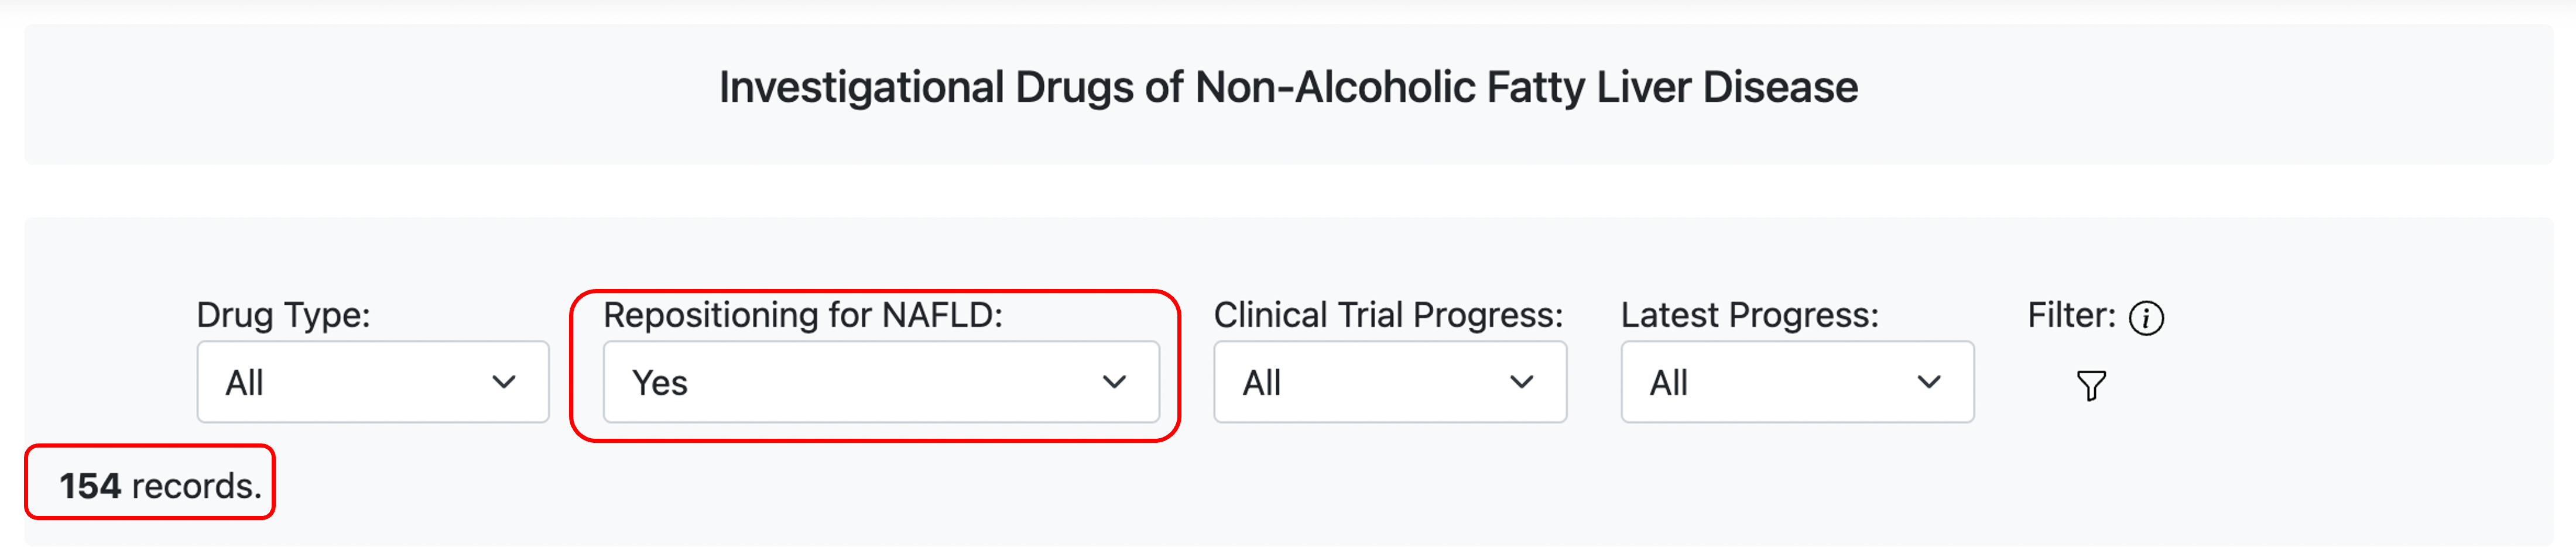 Investigational Drugs of Non-Alcoholic Fatty Liver Disease
Drug Type: Repositioning for NAFLD: Clinical Trial Progress: Latest Progress: Filter: i
All Yes All All
154 records.